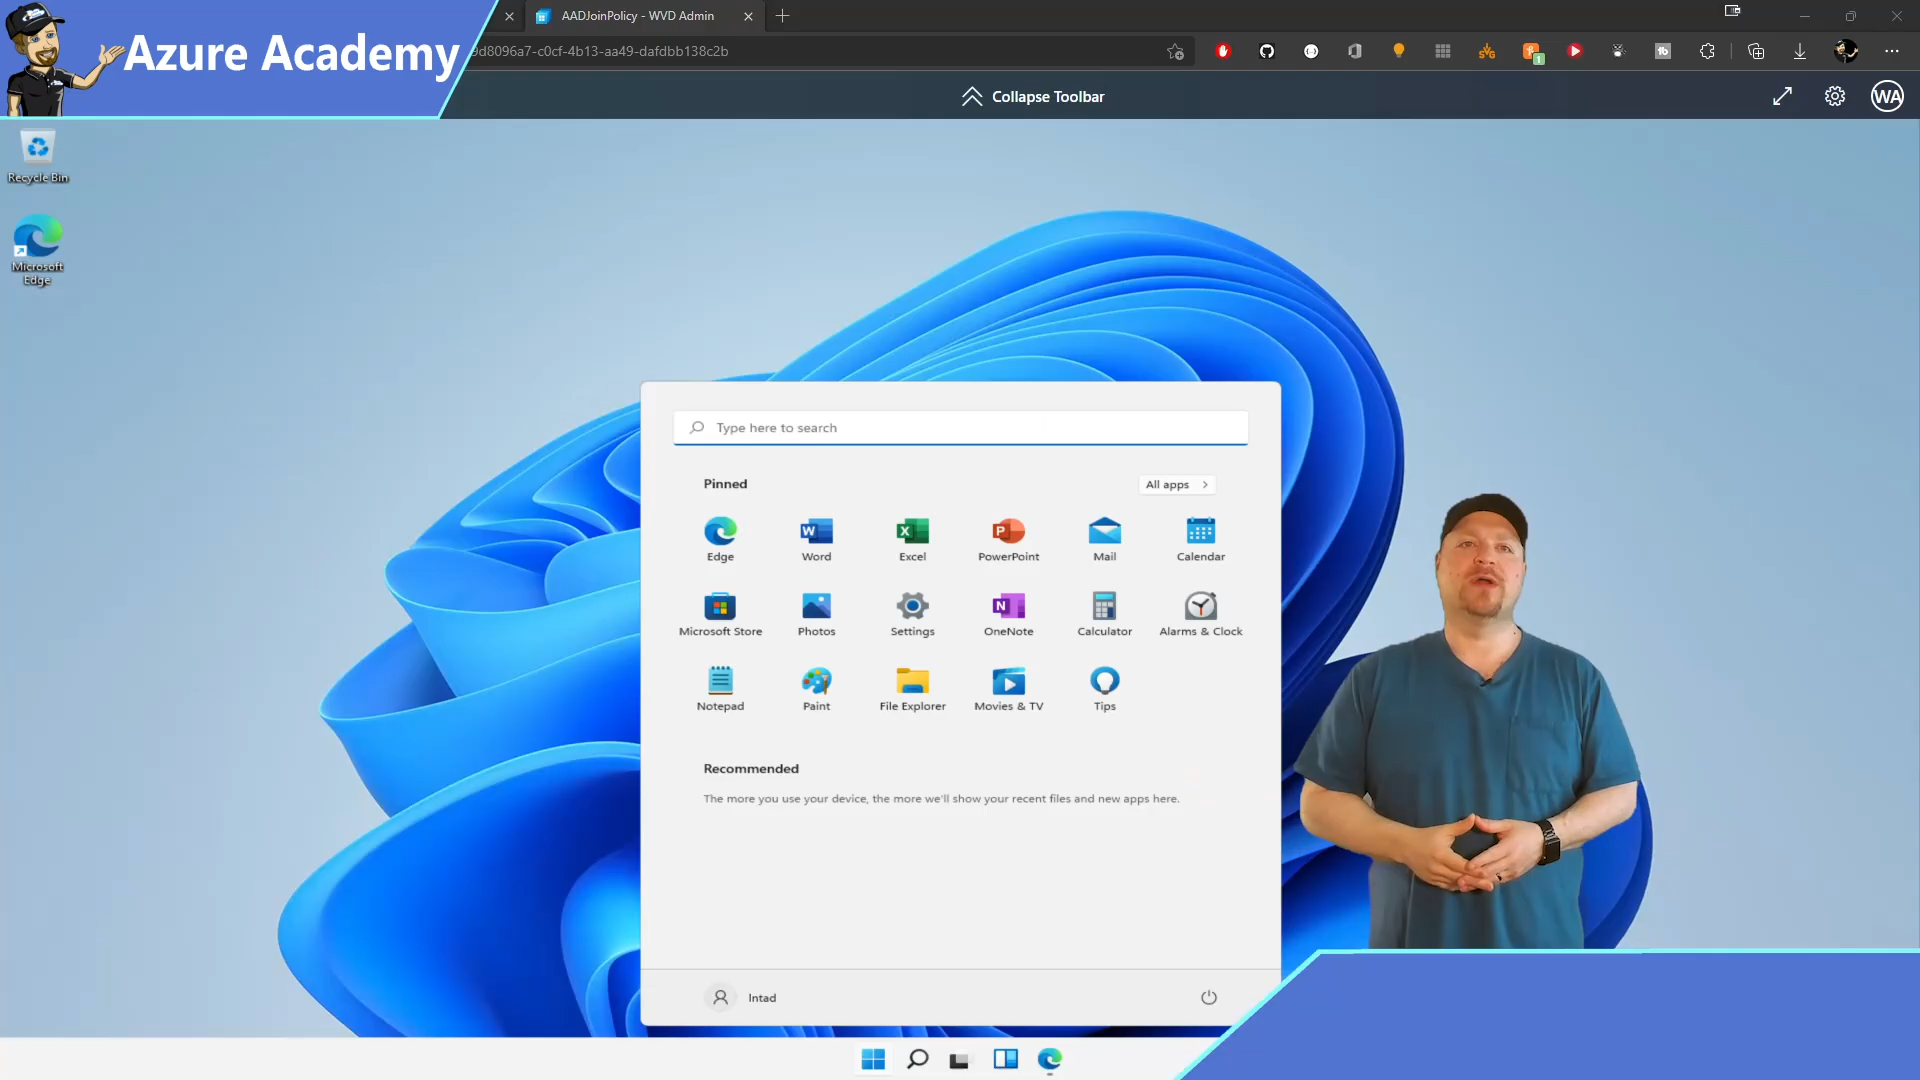 Azure Academy
AADJoinPolicy - WVD Admin
9d8096a7-c0cf-4b13-aa49-dafdbb138c2b
1
Collapse Toolbar
WA
Recycle Bin
Microsoft
Edge
Type here to search
Pinned
All apps
Edge
Word
Excel
PowerPoint
Mail
Calendar
Microsoft Store
Photos
Settings
OneNote
Calculator
Alarms & Clock
Notepad
Paint
File Explorer
Movies & TV
Tips
Recommended
The more you use your device, the more we'll show your recent files and new apps here.
Intad